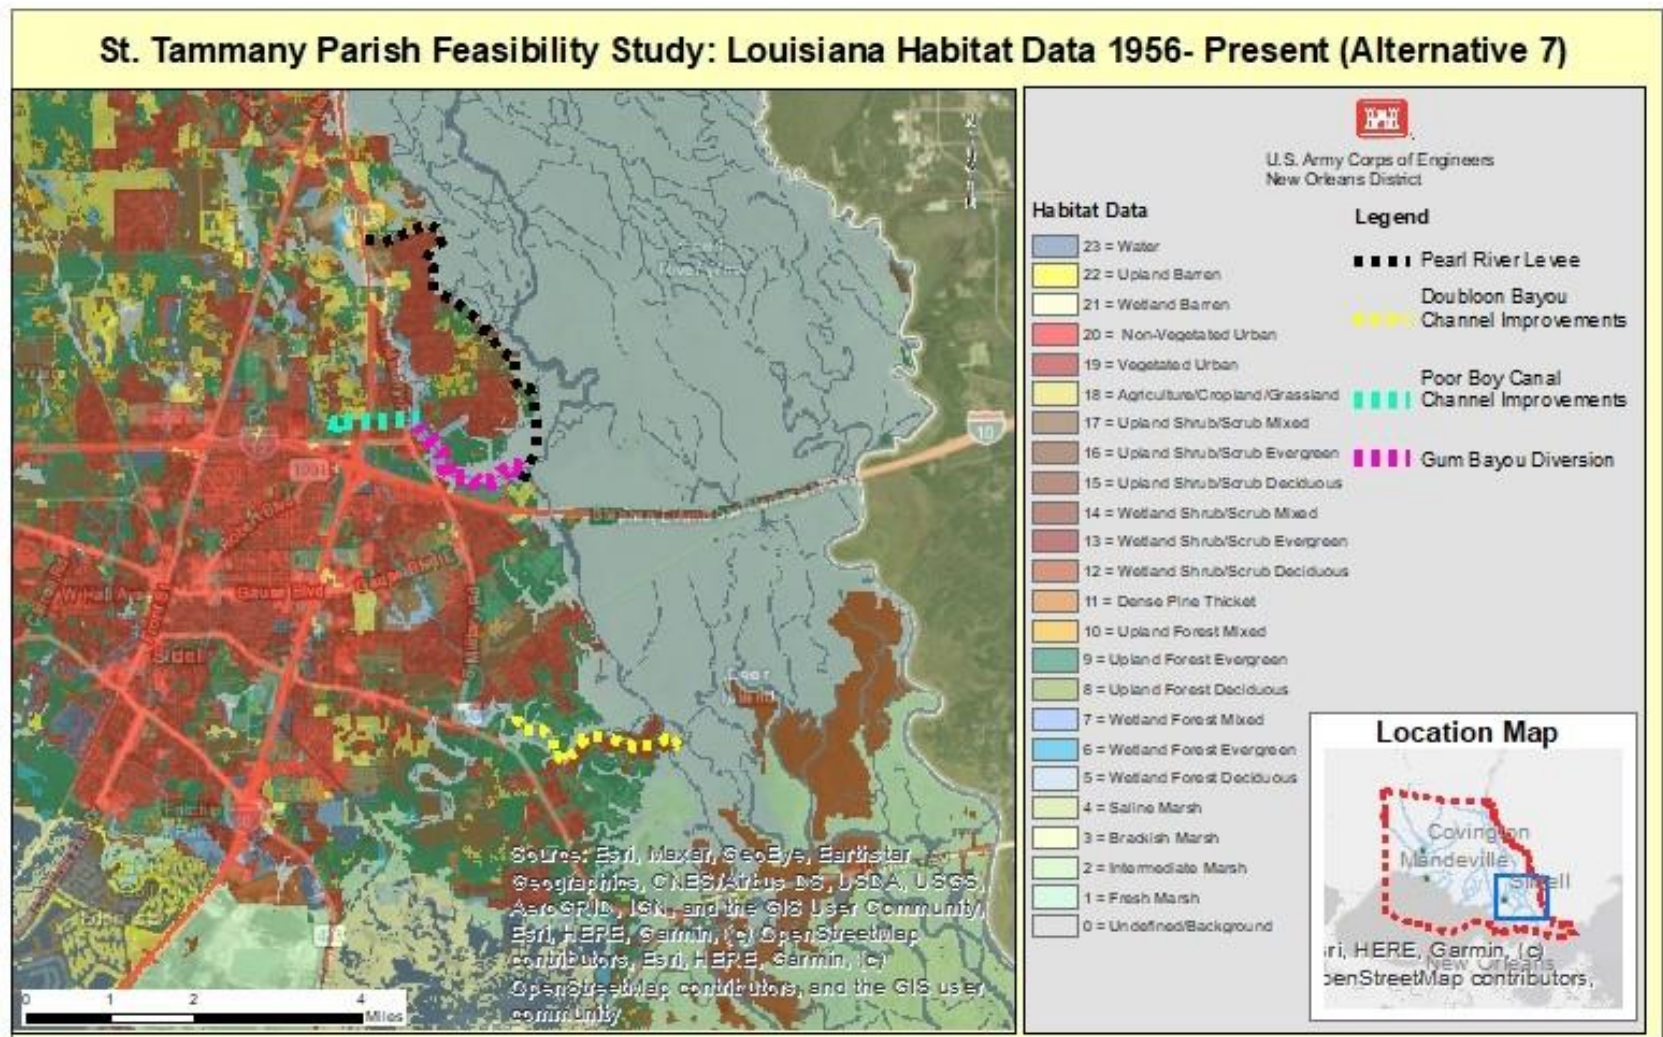 St. Tammany Parish Feasibility Study: Louisiana Habitat Data 1956- Present (Alternative 7)
U.S. Army Corps of Engineers
New Orleans District
Habitat Data
23 = Water
22 = Upland Barren
21 = Wetland Barren
20 = Non-Vegetated Urban
19 = Vegetated Urban
18 = Agriculture/Cropland/Grassland
17 = Upland Shrub/Scrub Mixed
16 = Upland Shrub/Scrub Evergreen
15 = Upland Shrub/Scrub Deciduous
14 = Wetland Shrub/Scrub Mixed
13 = Wetland Shrub/Scrub Evergreen
12 = Wetland Shrub/Scrub Deciduous
11 = Dense Pine Thicket
10 = Upland Forest Mixed
9 = Upland Forest Evergreen
8 = Upland Forest Deciduous
7 = Wetland Forest Mixed
6 = Wetland Forest Evergreen
5 = Wetland Forest Deciduous
4 = Saline Marsh
3 = Brackish Marsh
2 = Intermediate Marsh
1 = Fresh Marsh
0 = Undefined/Background
Legend
Pearl River Levee
Doubloon Bayou
Channel Improvements
Poor Boy Canal
Channel Improvements
Gum Bayou Diversion
10
W Hall Ave
Gause Blvd
Slidell
Source: Esri, Maxar, GeoEye, Earthstar
Geographics, CNES/Airbus DS, USDA, USGS,
AeroGRID, IGN, and the GIS User Community,
Esri, HERE, Garmin, (c) OpenStreetMap
contributors, Esri, HERE, Garmin, (c)
OpenStreetMap contributors, and the GIS user
community
0 1 2 4
Miles
Location Map
Covington
Mandeville
Slidell
New Orleans
sri, HERE, Garmin, (c)
penStreetMap contributors,